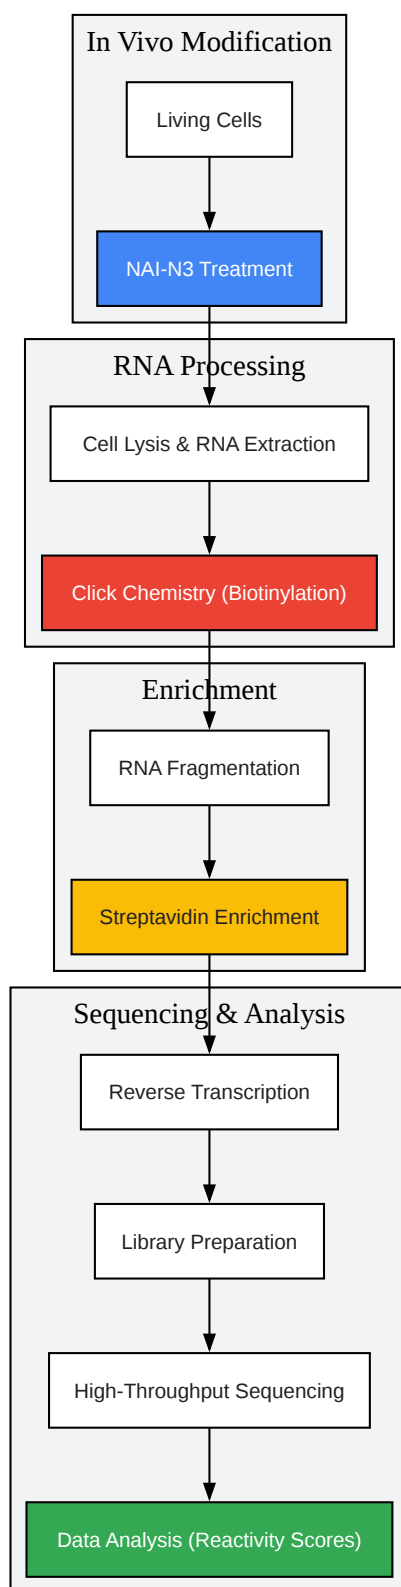 In Vivo Modification
Living Cells
NAI-N3 Treatment
RNA Processing
Cell Lysis & RNA Extraction
Click Chemistry (Biotinylation)
Enrichment
RNA Fragmentation
Streptavidin Enrichment
Sequencing & Analysis
Reverse Transcription
Library Preparation
High-Throughput Sequencing
Data Analysis (Reactivity Scores)